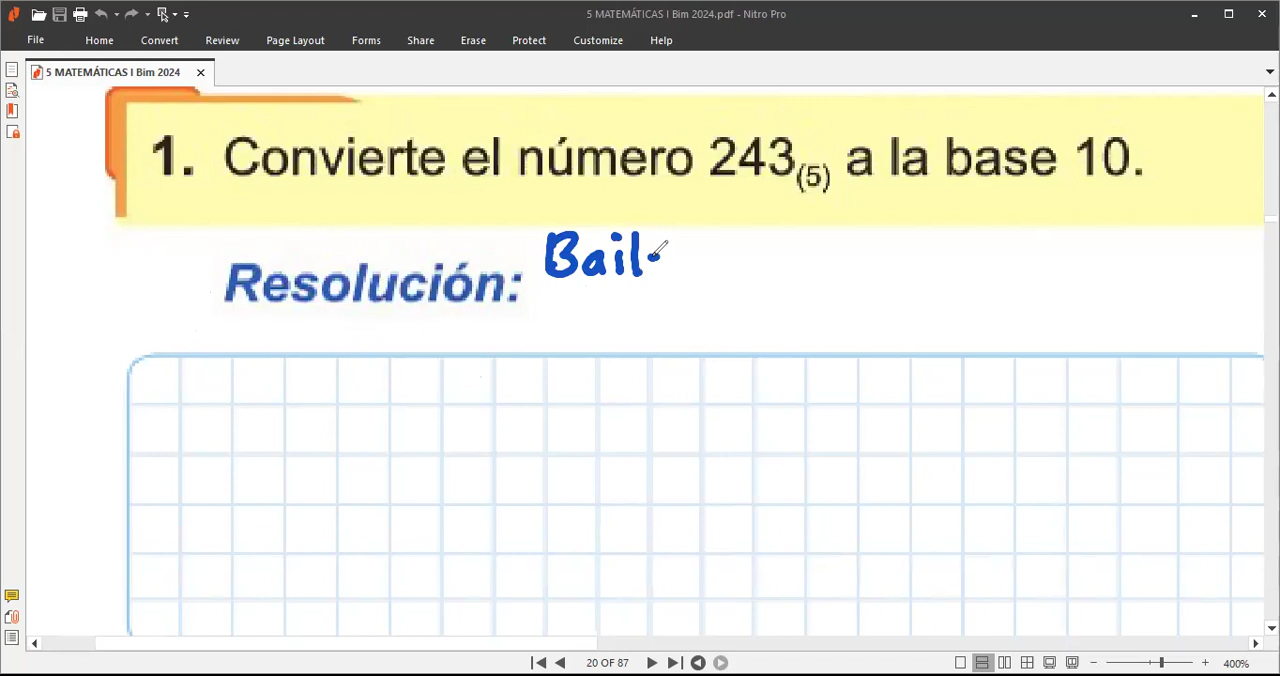 5 MATEMÁTICAS I Bim 2024.pdf - Nitro Pro
File Home Convert Review Page Layout Forms Share Erase Protect Customize Help
5 MATEMÁTICAS I Bim 2024
1. Convierte el número 243(5) a la base 10.
Bail
Resolución:
20 OF 87
400%